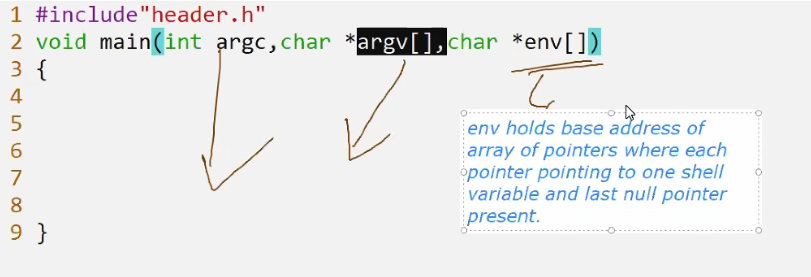 1 #include"header.h"
2 void main(int argc,char *argv[],char *env[])
3 {
4
5
6
7
8
9 }
env holds base address of
array of pointers where each
pointer pointing to one shell
variable and last null pointer
present.